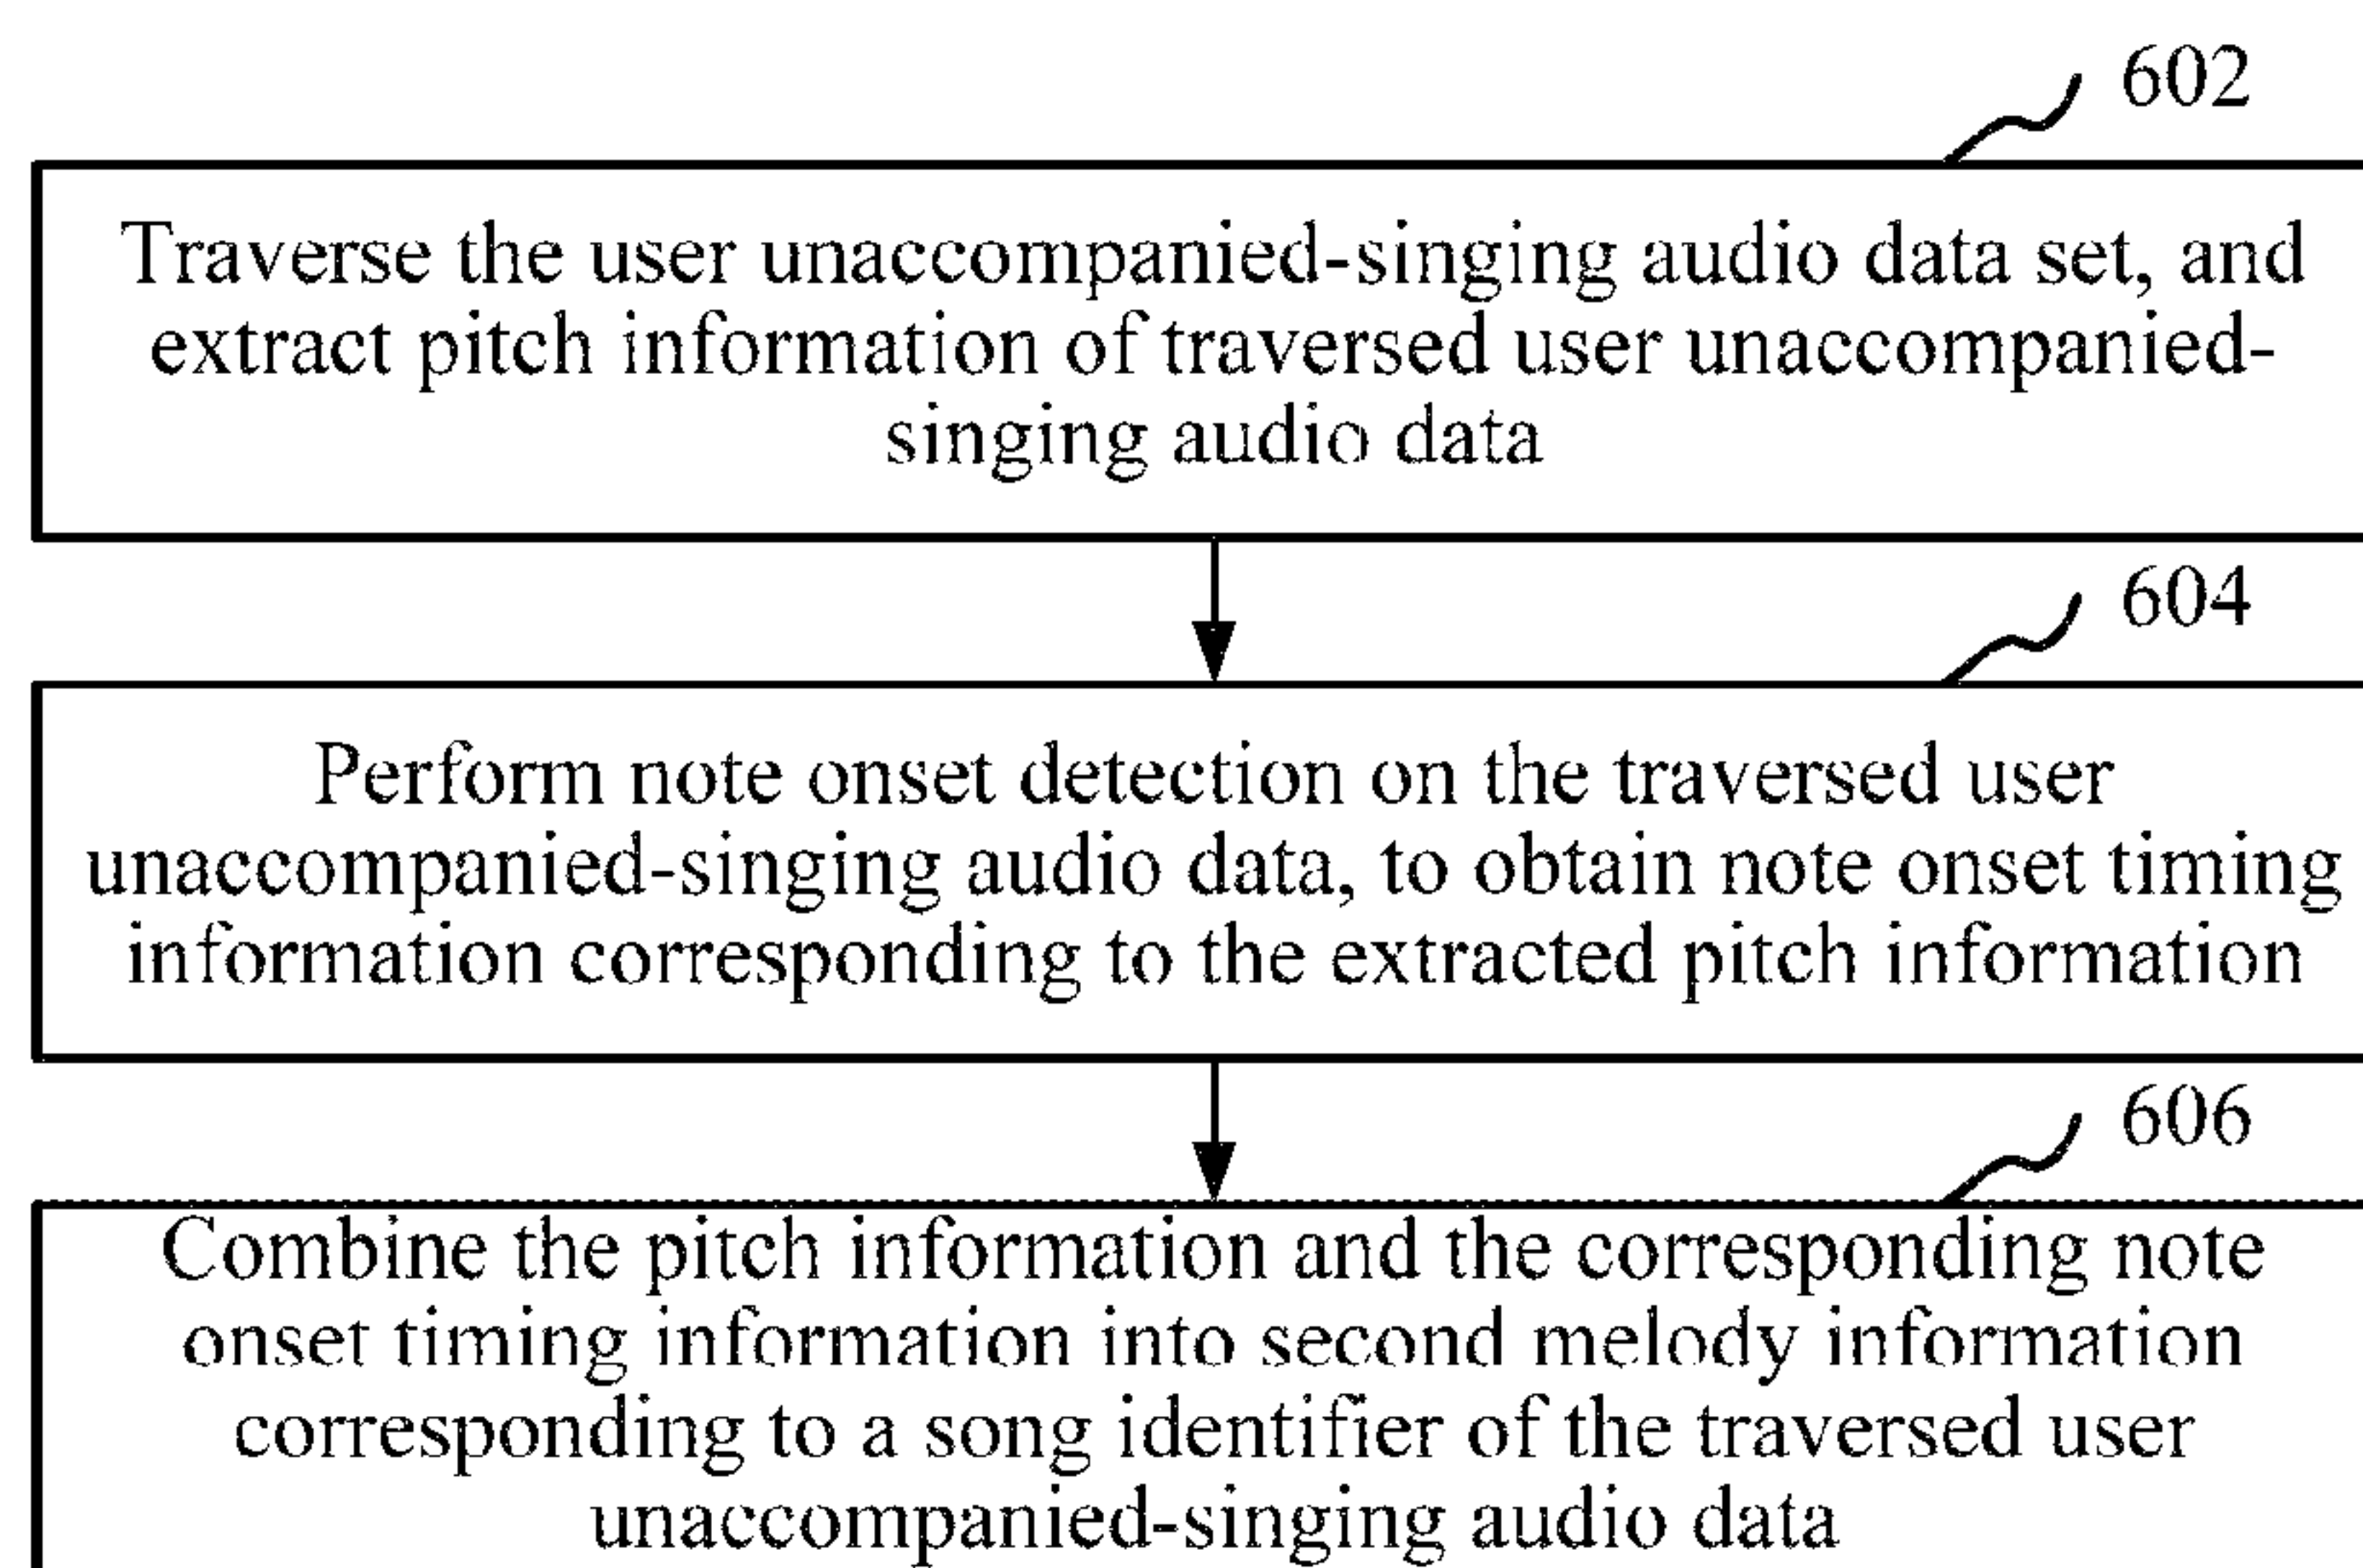 602
Traverse the user unaccompanied-singing audio data set, and
extract pitch information of traversed user unaccompanied-
singing audio data
604
Perform note onset detection on the traversed user
unaccompanied-singing audio data, to obtain note onset timing
information corresponding to the extracted pitch information
606
Combine the pitch information and the corresponding note
onset timing information into second melody information
corresponding to a song identifier of the traversed user
unaccompanied-singing audio data